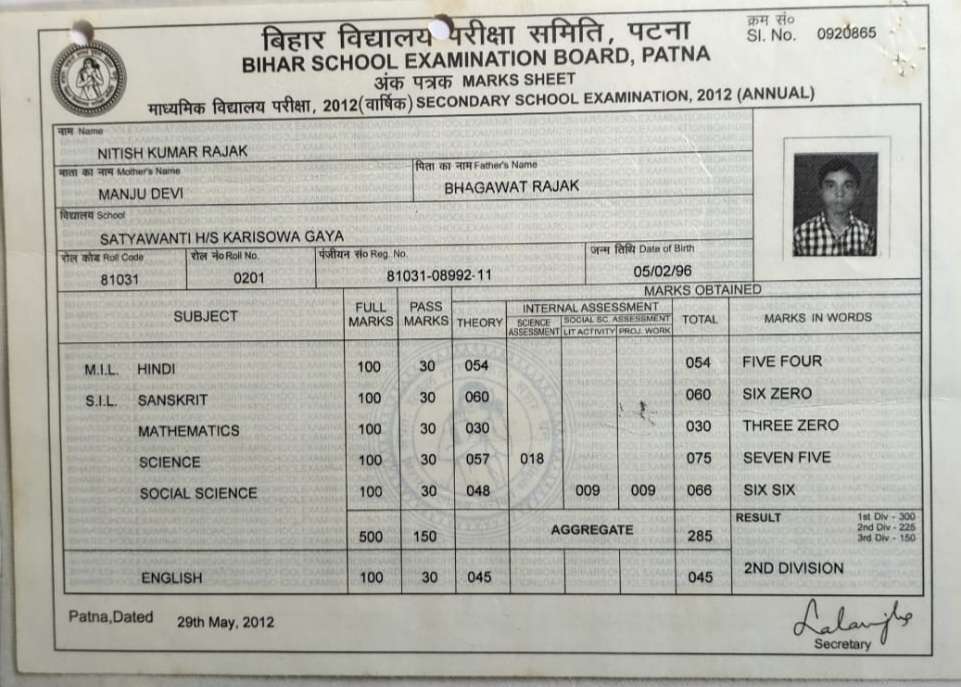 बिहार विद्यालय परीक्षा समिति, पटना
क्रम सं०
Sl. No. 0920865
BIHAR SCHOOL EXAMINATION BOARD, PATNA
अंक पत्रक MARKS SHEET
माध्यमिक विद्यालय परीक्षा, 2012(वार्षिक) SECONDARY SCHOOL EXAMINATION, 2012 (ANNUAL)
नाम Name
NITISH KUMAR RAJAK
माता का नाम Mother's Name
MANJU DEVI
पिता का नाम Father's Name
BHAGAWAT RAJAK
विद्यालय School
SATYAWANTI H/S KARISOWA GAYA
रोल कोड Roll Code
81031
रोल नं० Roll No.
0201
पंजीयन सं० Reg. No.
81031-08992-11
जन्म तिथि Date of Birth
05/02/96
MARKS OBTAINED
SUBJECT FULL MARKS PASS MARKS THEORY INTERNAL ASSESSMENT TOTAL MARKS IN WORDS
SCIENCE ASSESSMENT SOCIAL SC. ASSESSMENT
LIT ACTIVITY PROJ. WORK
M.I.L. HINDI 100 30 054 054 FIVE FOUR
S.I.L. SANSKRIT 100 30 060 060 SIX ZERO
MATHEMATICS 100 30 030 030 THREE ZERO
SCIENCE 100 30 057 018 075 SEVEN FIVE
SOCIAL SCIENCE 100 30 048 009 009 066 SIX SIX
500 150 AGGREGATE 285
RESULT
1st Div - 300
2nd Div - 225
3rd Div - 150
2ND DIVISION
ENGLISH 100 30 045 045
Patna,Dated 29th May, 2012
Secretary